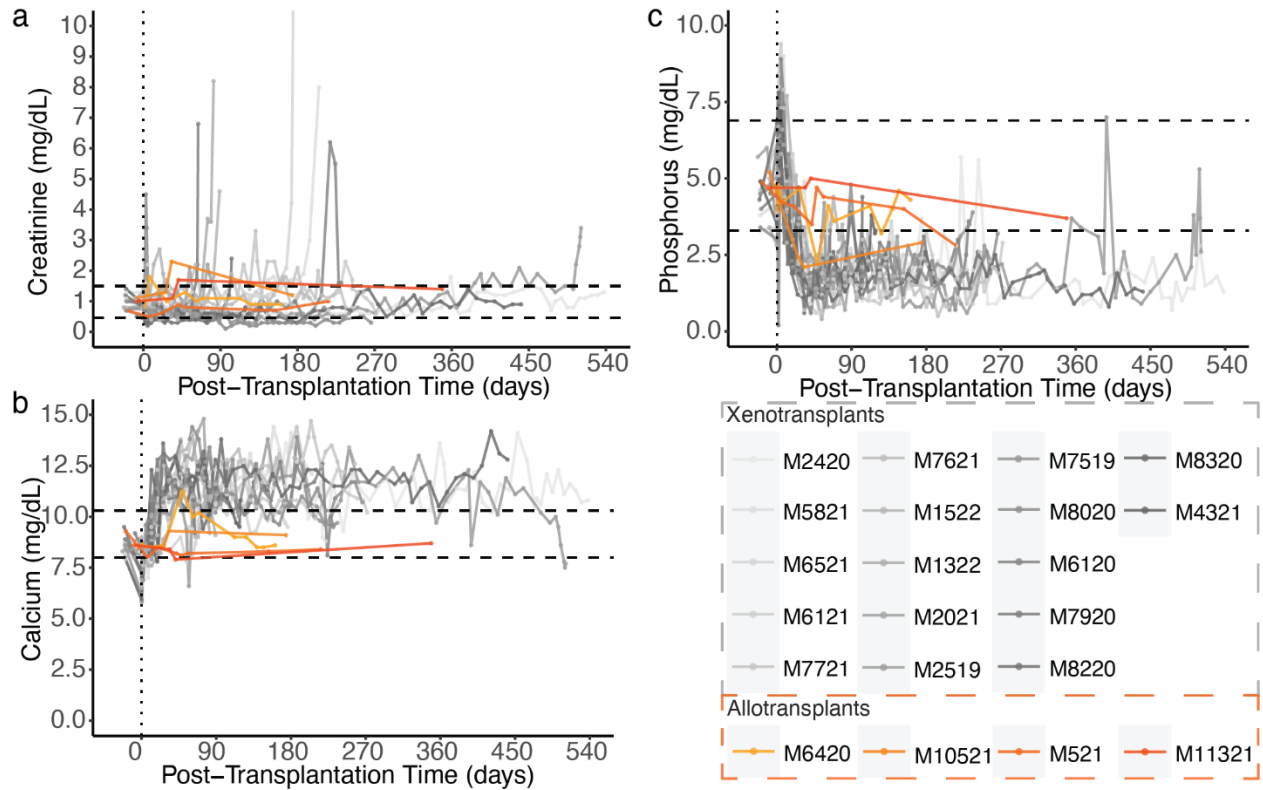 a
Creatinine (mg/dL)
10
9
8
7
6
5
4
3
2
1
0
0 90 180 270 360 450 540
Post−Transplantation Time (days)
b
Calcium (mg/dL)
15.0
12.5
10.0
7.5
5.0
2.5
0.0
0 90 180 270 360 450 540
Post−Transplantation Time (days)
c
Phosphorus (mg/dL)
10.0
7.5
5.0
2.5
0.0
0 90 180 270 360 450 540
Post−Transplantation Time (days)
Xenotransplants
M2420 M7621 M7519 M8320
M5821 M1522 M8020 M4321
M6521 M1322 M6120
M6121 M2021 M7920
M7721 M2519 M8220
Allotransplants
M6420 M10521 M521 M11321